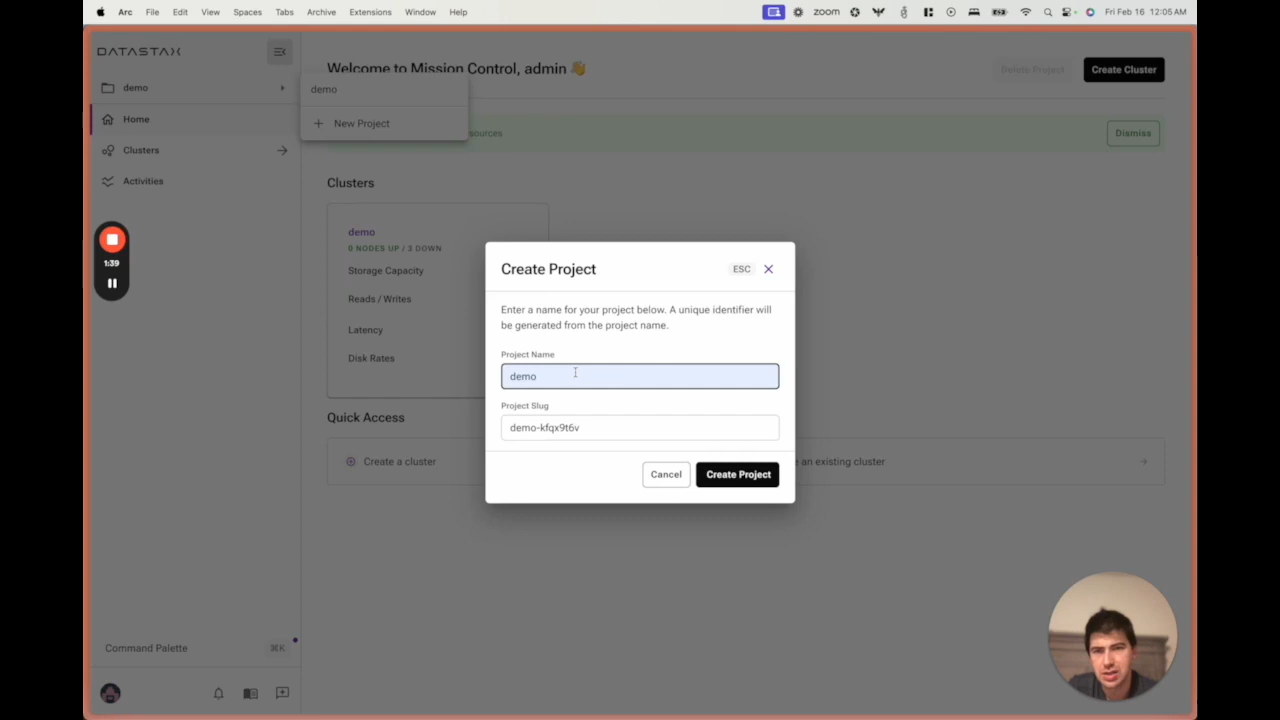 Arc File Edit View Spaces Tabs Archive Extensions Window Help
zoom
Fri Feb 16 12:05 AM
DATASTAX
demo
Home
Clusters
Activities
1:39
Command Palette
⌘K
Welcome to Mission Control, admin 👋
Delete Project
Create Cluster
demo
+ New Project
sources
Dismiss
Clusters
demo
0 NODES UP / 3 DOWN
Storage Capacity
Reads / Writes
Latency
Disk Rates
Quick Access
Create a cluster
an existing cluster
Create Project
ESC
Enter a name for your project below. A unique identifier will
be generated from the project name.
Project Name
demo
Project Slug
demo-kfqx9t6v
Cancel
Create Project